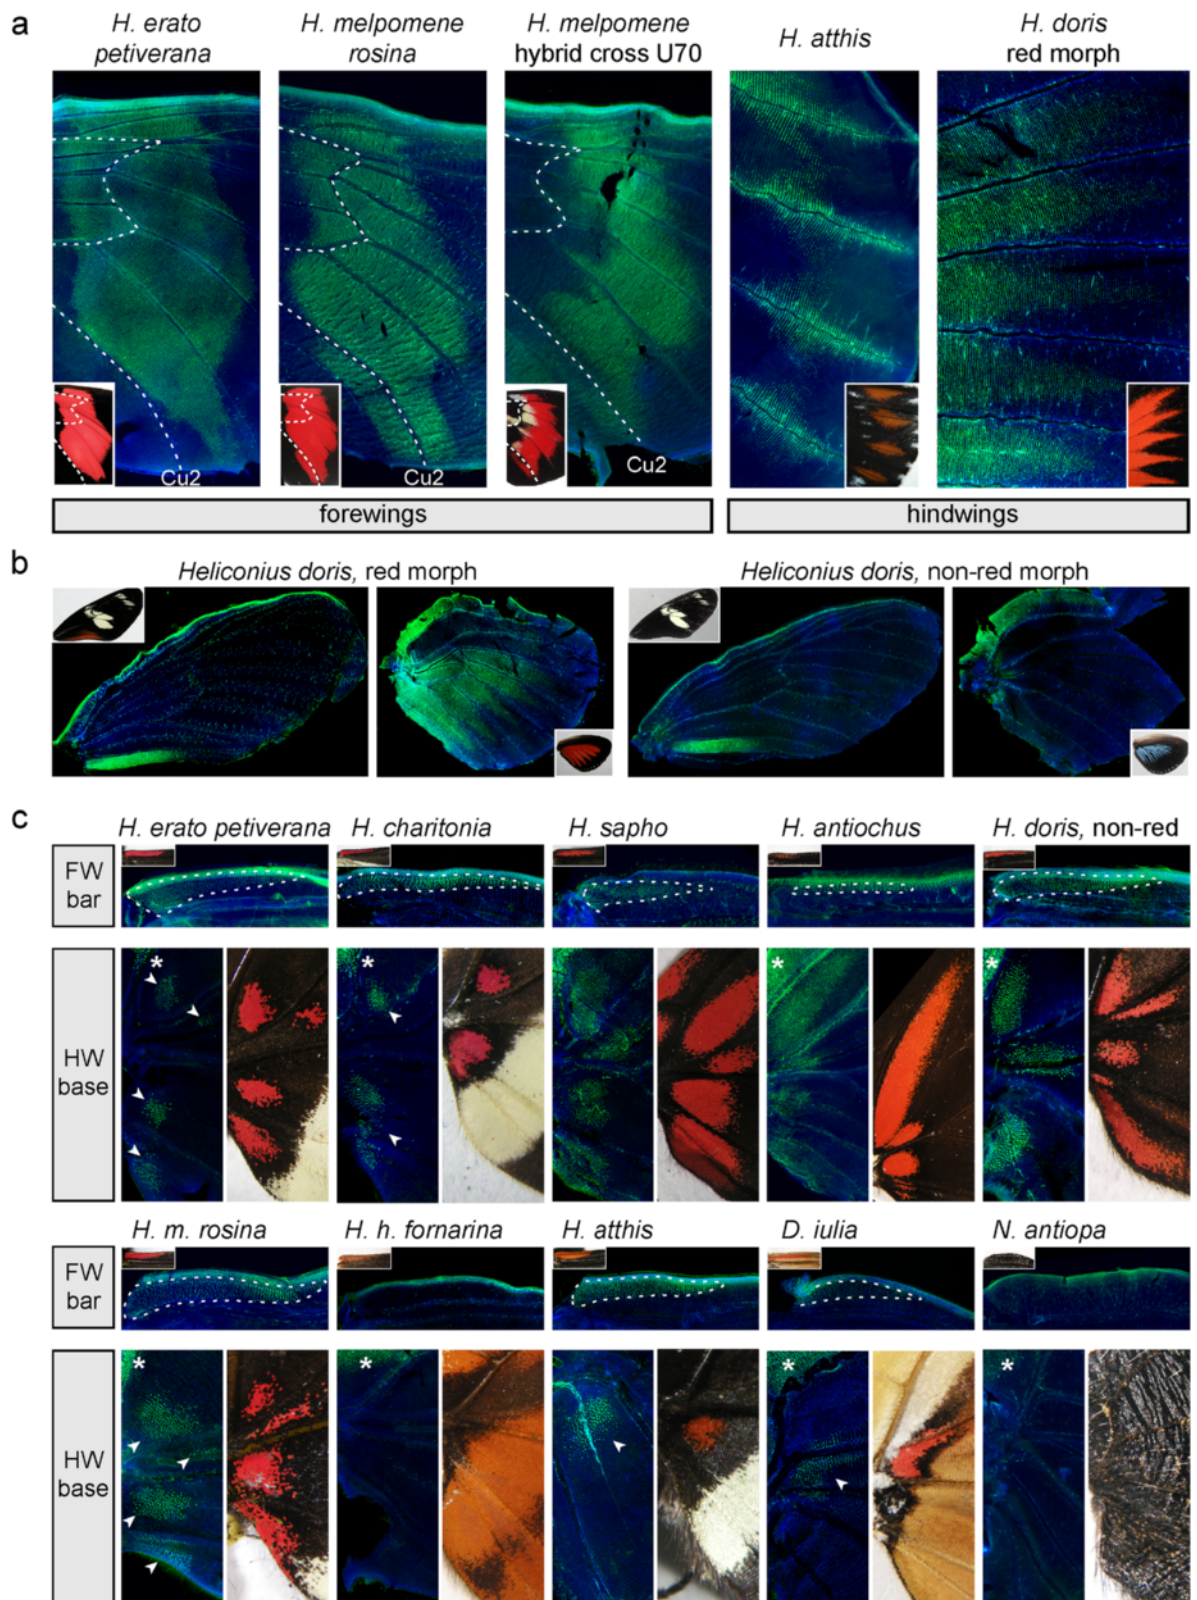 a
H. erato
petiverana
H. melpomene
rosina
H. melpomene
hybrid cross U70
H. atthis
H. doris
red morph
Cu2
Cu2
Cu2
forewings
hindwings
b
Heliconius doris, red morph
Heliconius doris, non-red morph
c
H. erato petiverana
H. charitonia
H. sapho
H. antiochus
H. doris, non-red
FW
bar
*
*
*
*
HW
base
H. m. rosina
H. h. fornarina
H. atthis
D. iulia
N. antiopa
FW
bar
*
*
*
*
HW
base